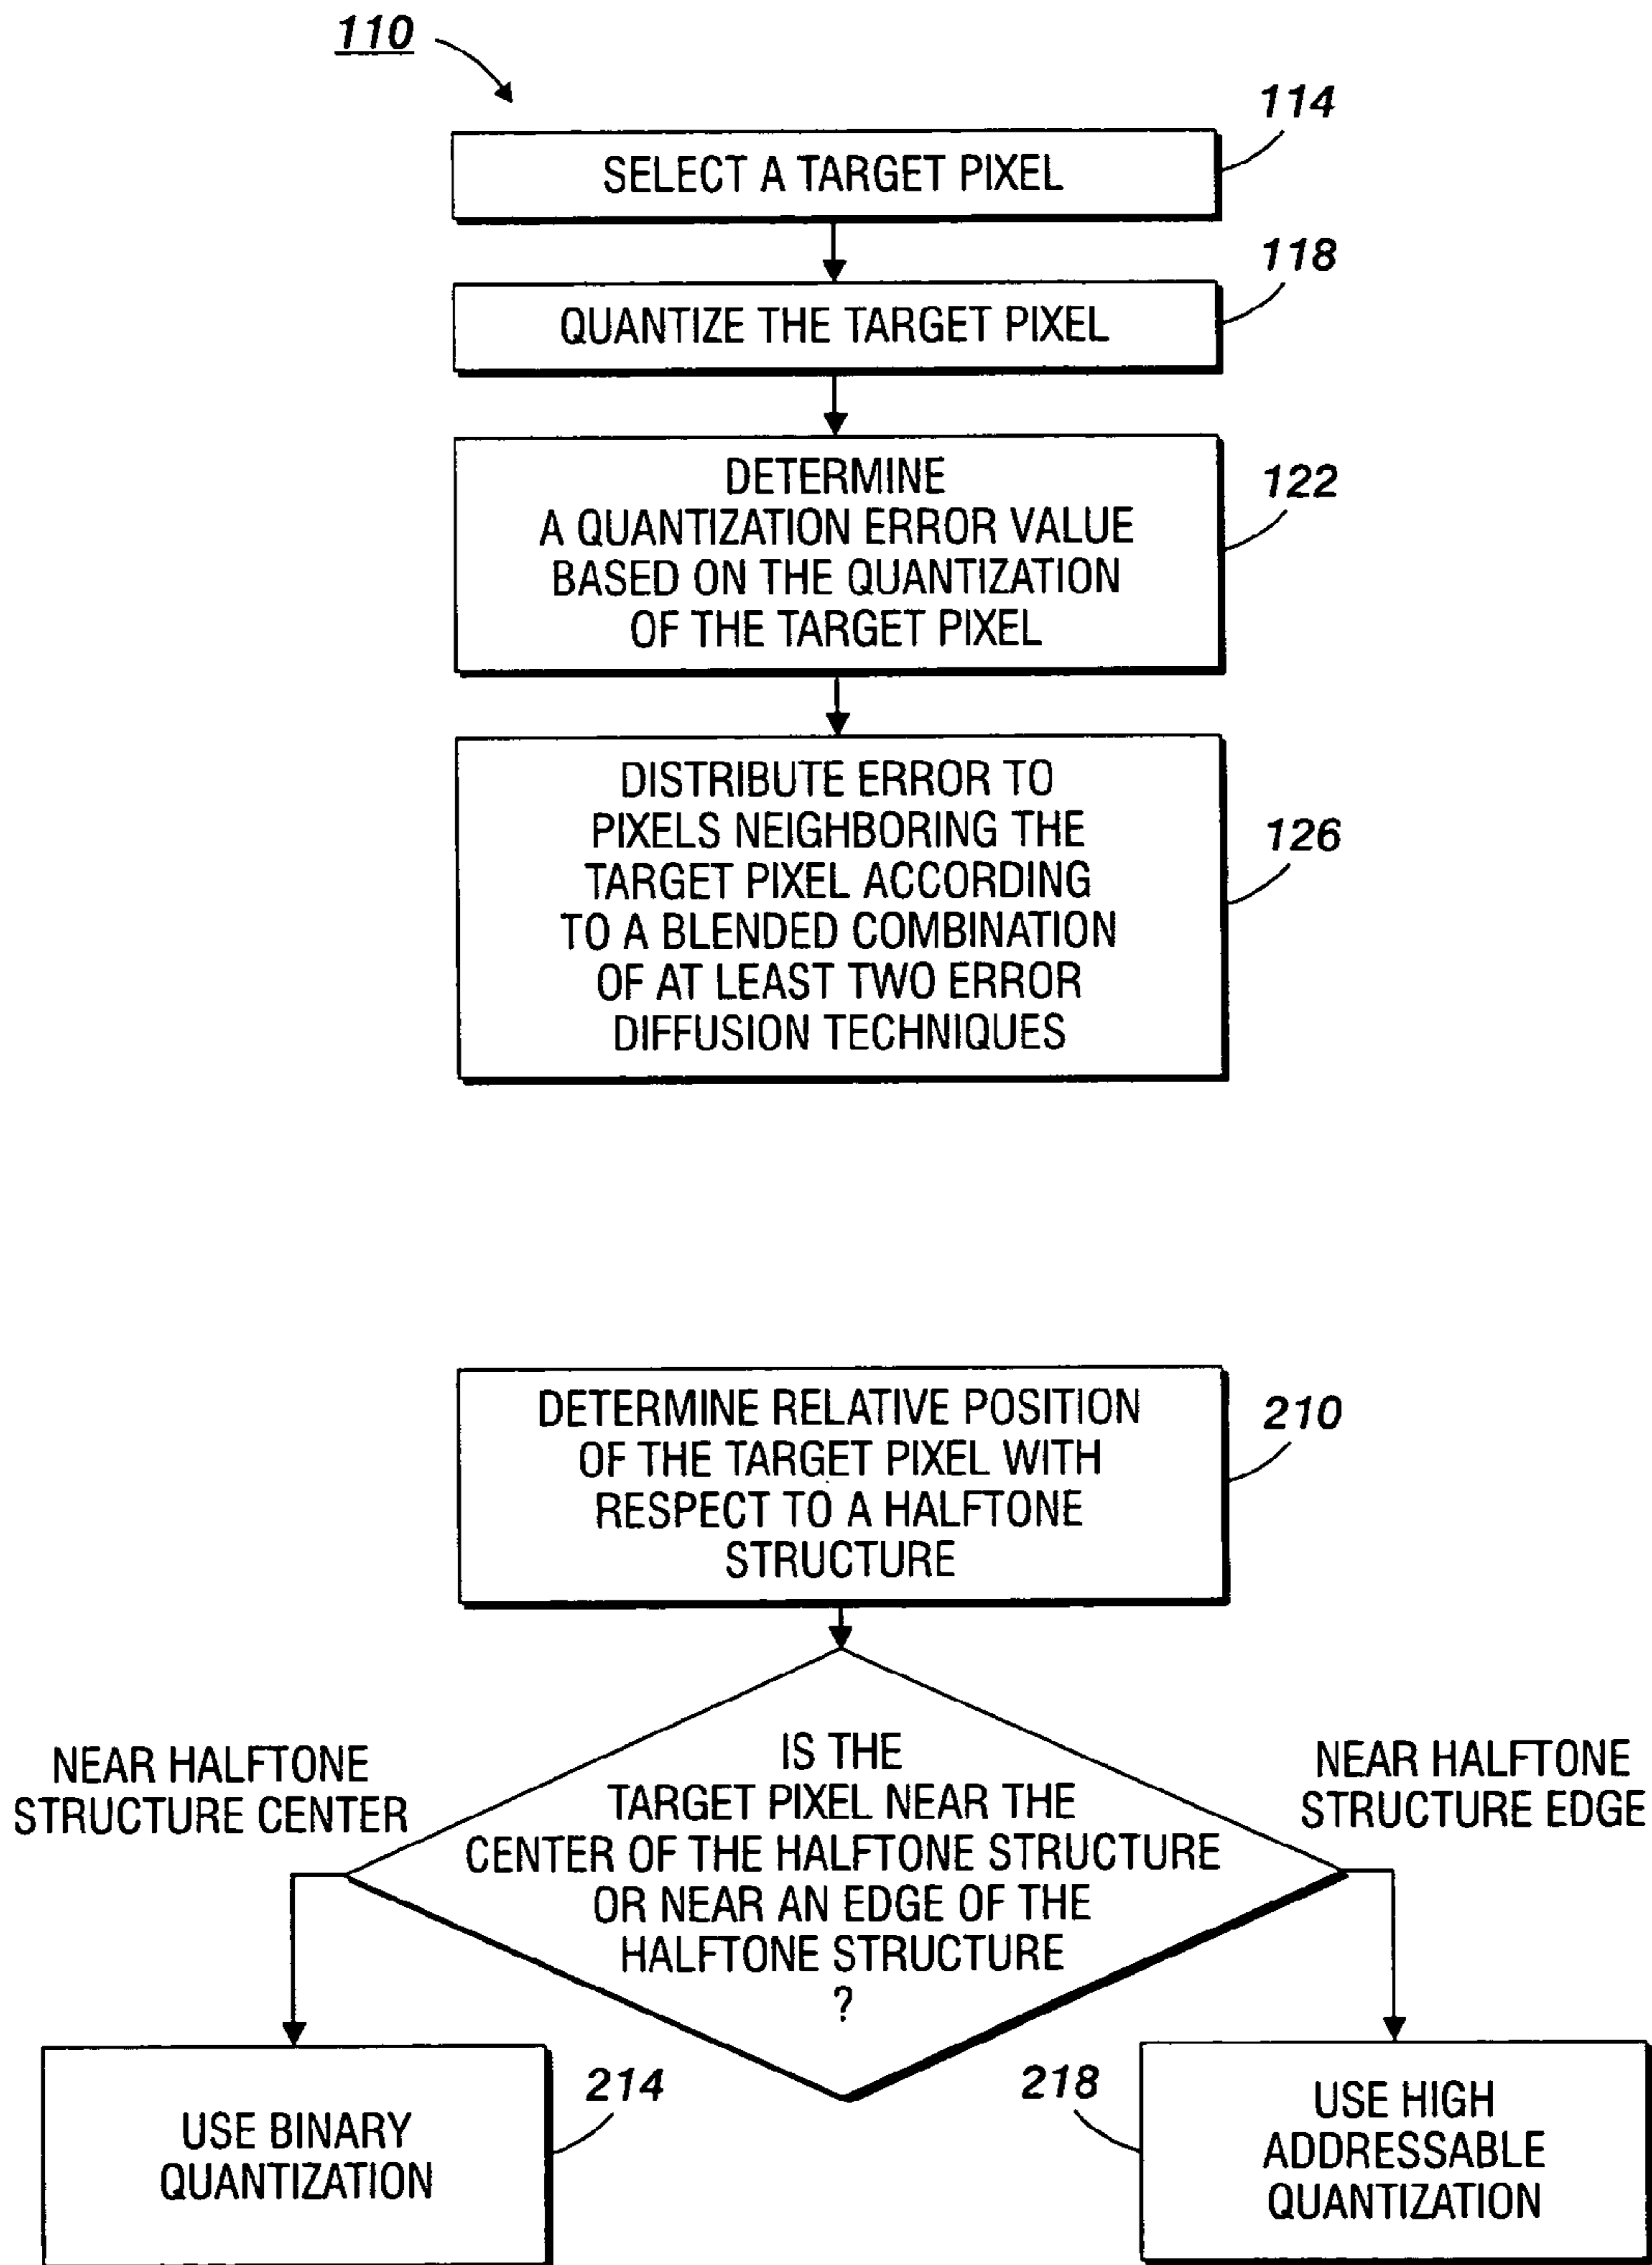 110
114
SELECT A TARGET PIXEL
118
QUANTIZE THE TARGET PIXEL
122
DETERMINE
A QUANTIZATION ERROR VALUE
BASED ON THE QUANTIZATION
OF THE TARGET PIXEL
126
DISTRIBUTE ERROR TO
PIXELS NEIGHBORING THE
TARGET PIXEL ACCORDING
TO A BLENDED COMBINATION
OF AT LEAST TWO ERROR
DIFFUSION TECHNIQUES
210
DETERMINE RELATIVE POSITION
OF THE TARGET PIXEL WITH
RESPECT TO A HALFTONE
STRUCTURE
NEAR HALFTONE
STRUCTURE CENTER
IS THE
TARGET PIXEL NEAR THE
CENTER OF THE HALFTONE STRUCTURE
OR NEAR AN EDGE OF THE
HALFTONE STRUCTURE
?
NEAR HALFTONE
STRUCTURE EDGE
214
USE BINARY
QUANTIZATION
218
USE HIGH
ADDRESSABLE
QUANTIZATION